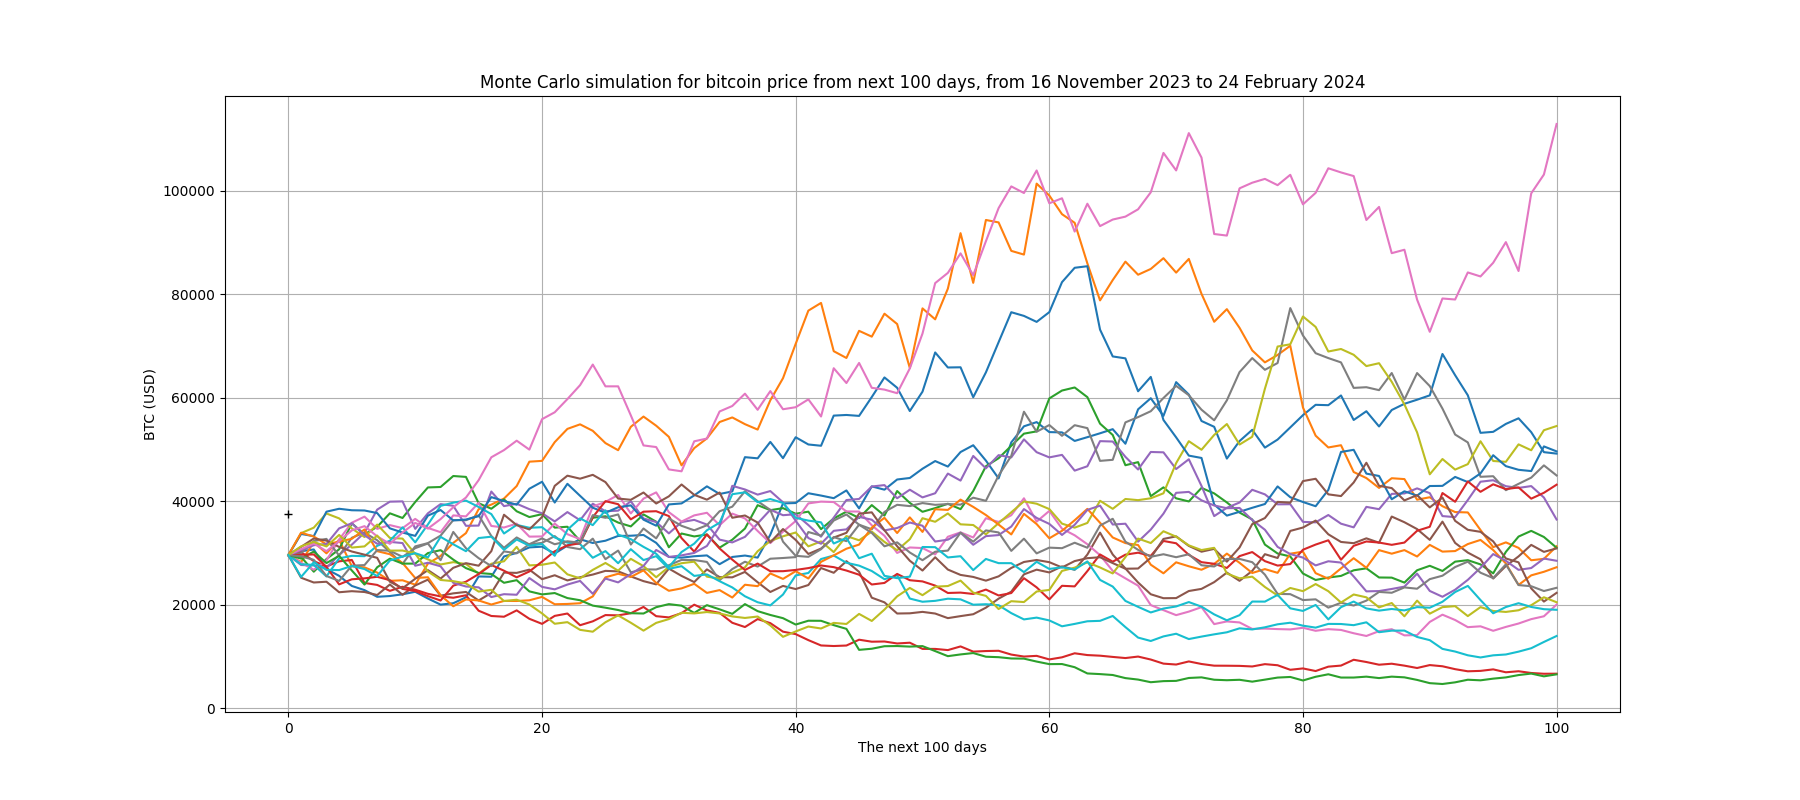 Monte Carlo simulation for bitcoin price from next 100 days, from 16 November 2023 to 24 February 2024
100000
80000
60000
40000
20000
0
BTC (USD)
0 20 40 60 80 100
The next 100 days